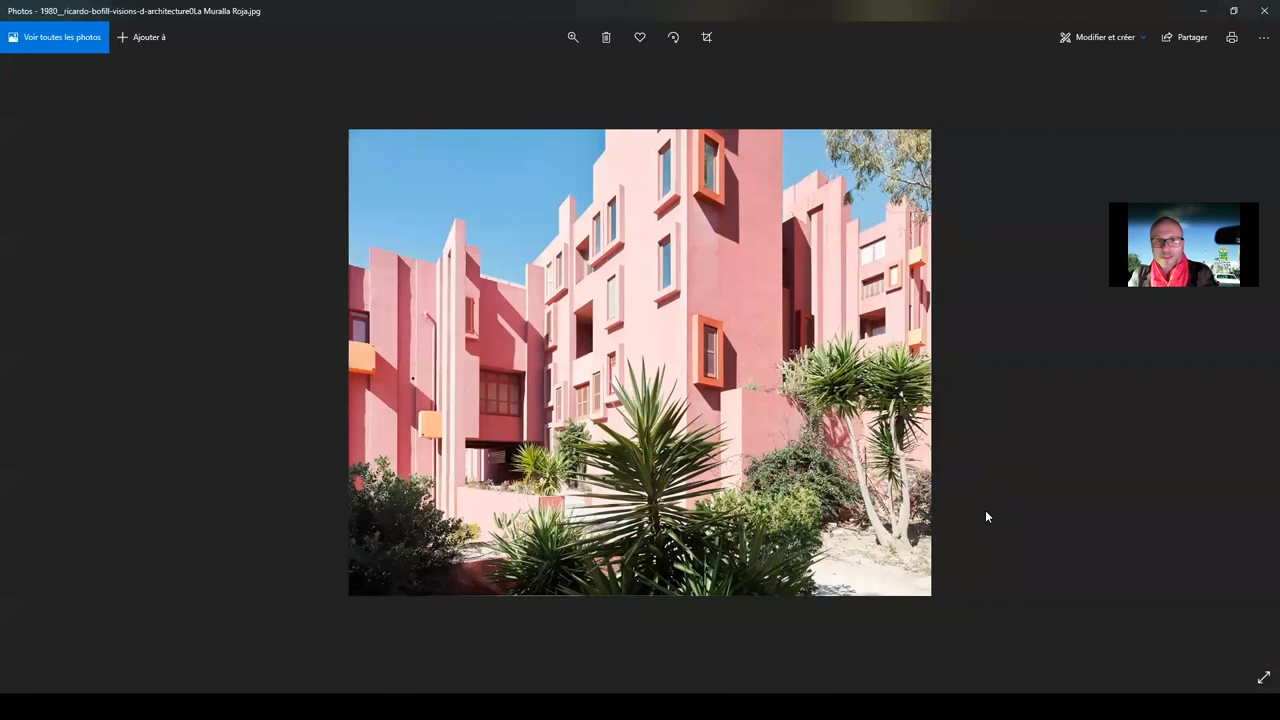 Photos - 1980__ricardo-bofill-visions-d-architecture0La Muralla Roja.jpg
Voir toutes les photos
Ajouter à
Modifier et créer
Partager